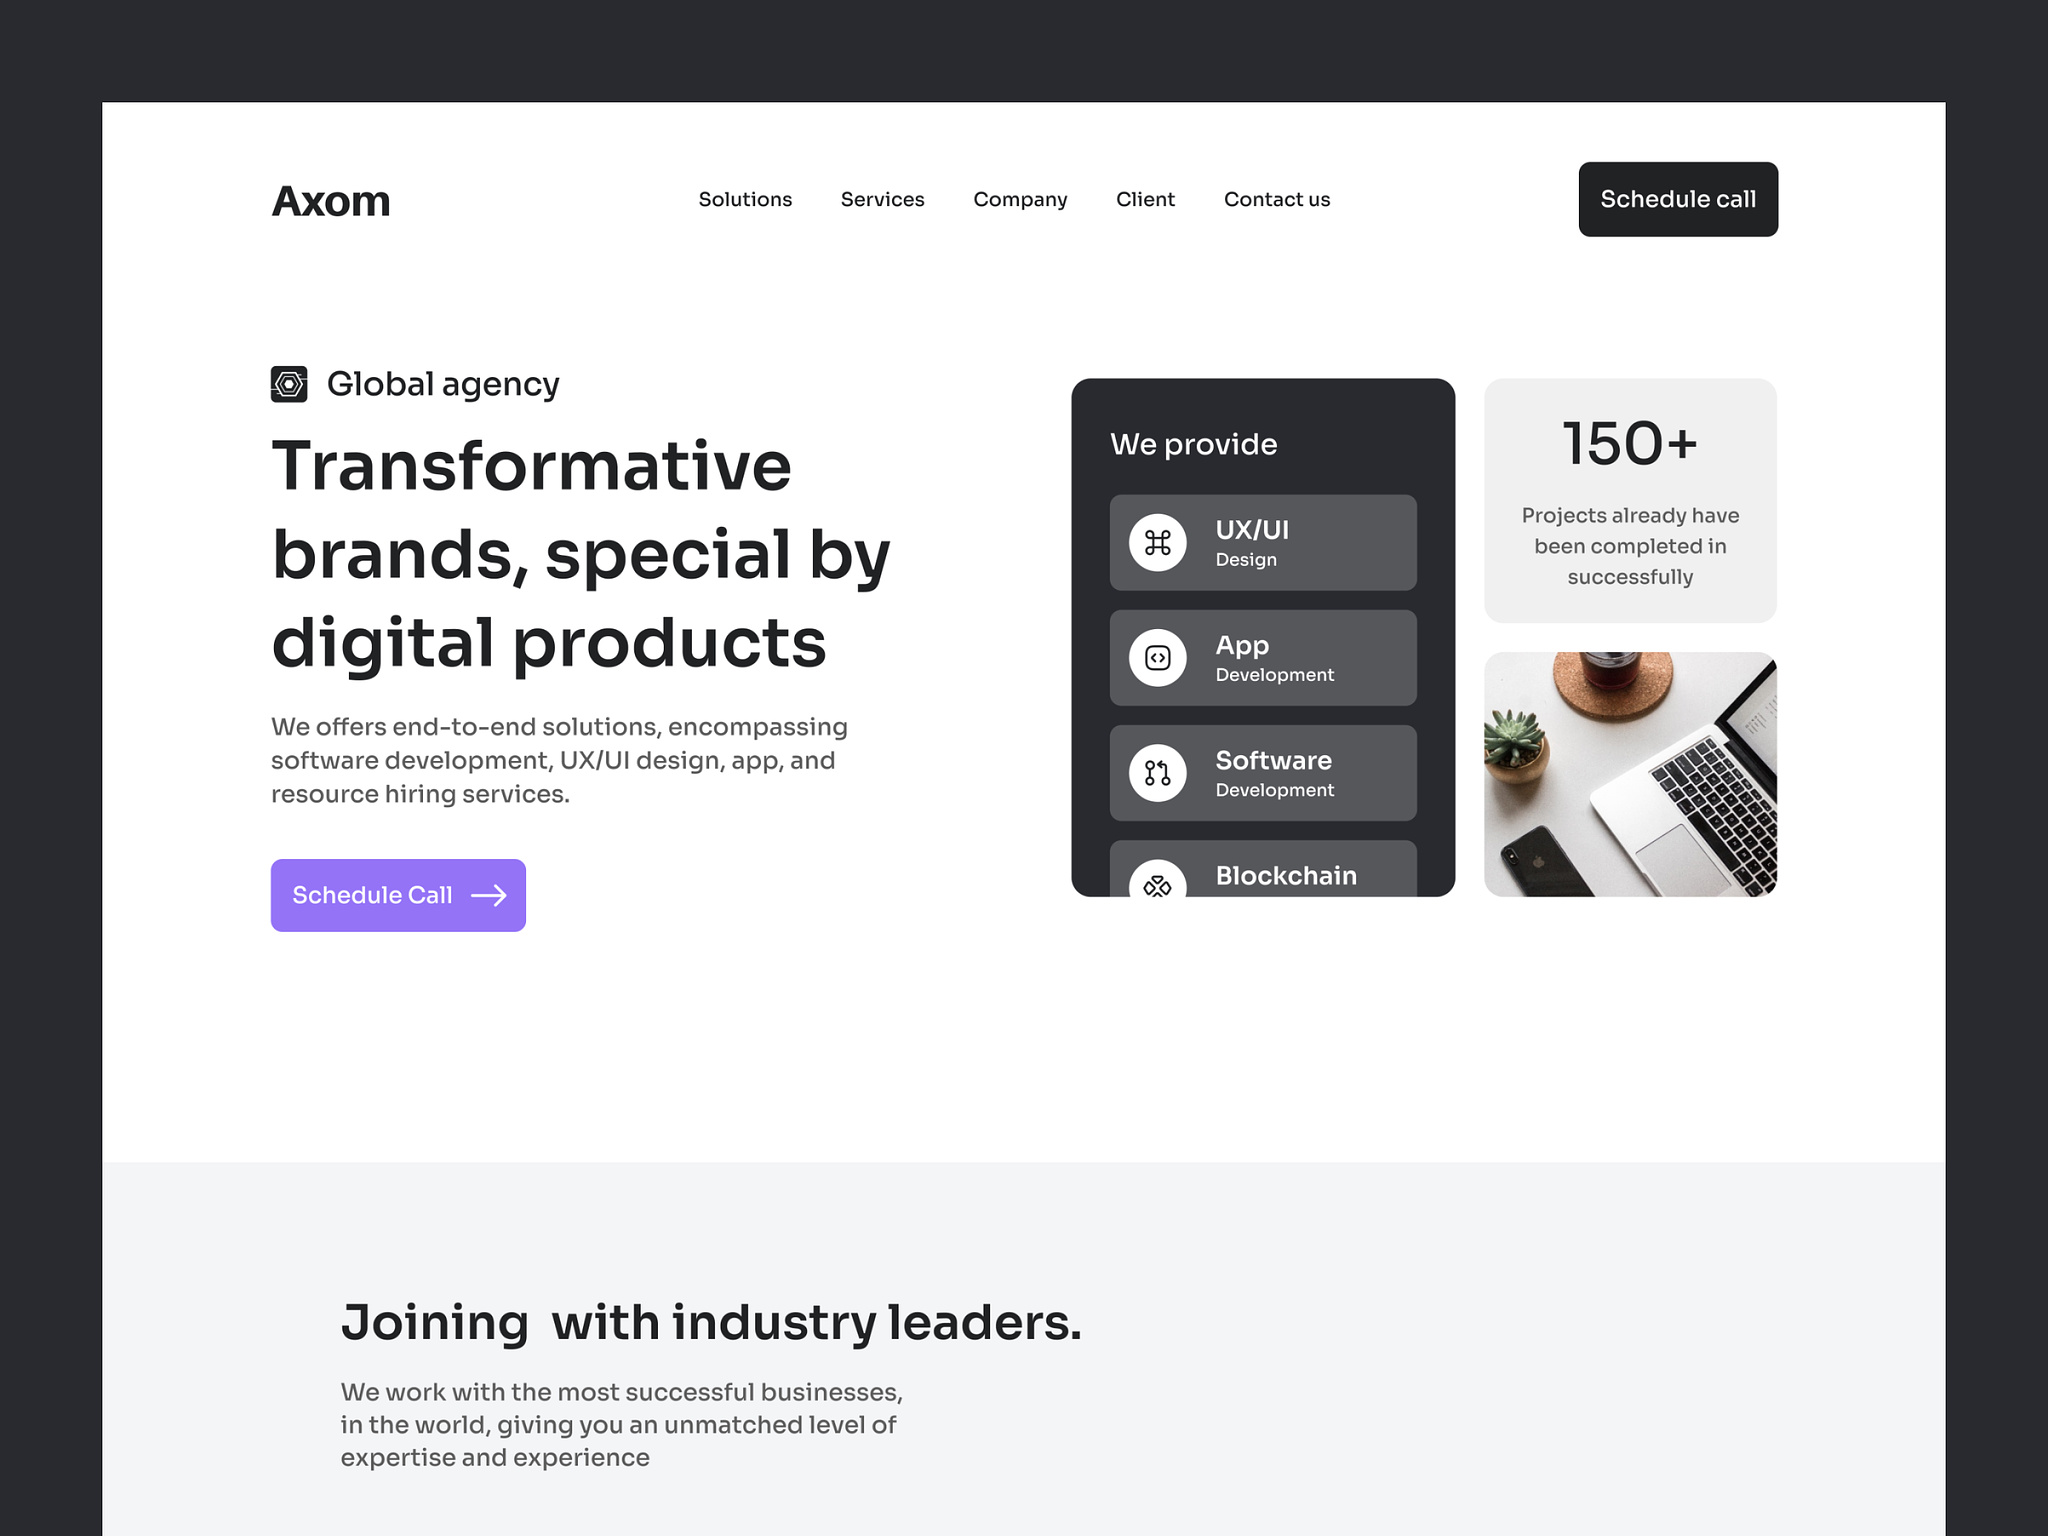 Axom
Solutions
Services
Company
Client
Contact us
Schedule call
Global agency
Transformative
brands, special by
digital products
We offers end-to-end solutions, encompassing
software development, UX/UI design, app, and
resource hiring services.
Schedule Call
We provide
UX/UI
Design
App
Development
Software
Development
Blockchain
150+
Projects already have
been completed in
successfully
Joining  with industry leaders.
We work with the most successful businesses,
in the world, giving you an unmatched level of
expertise and experience